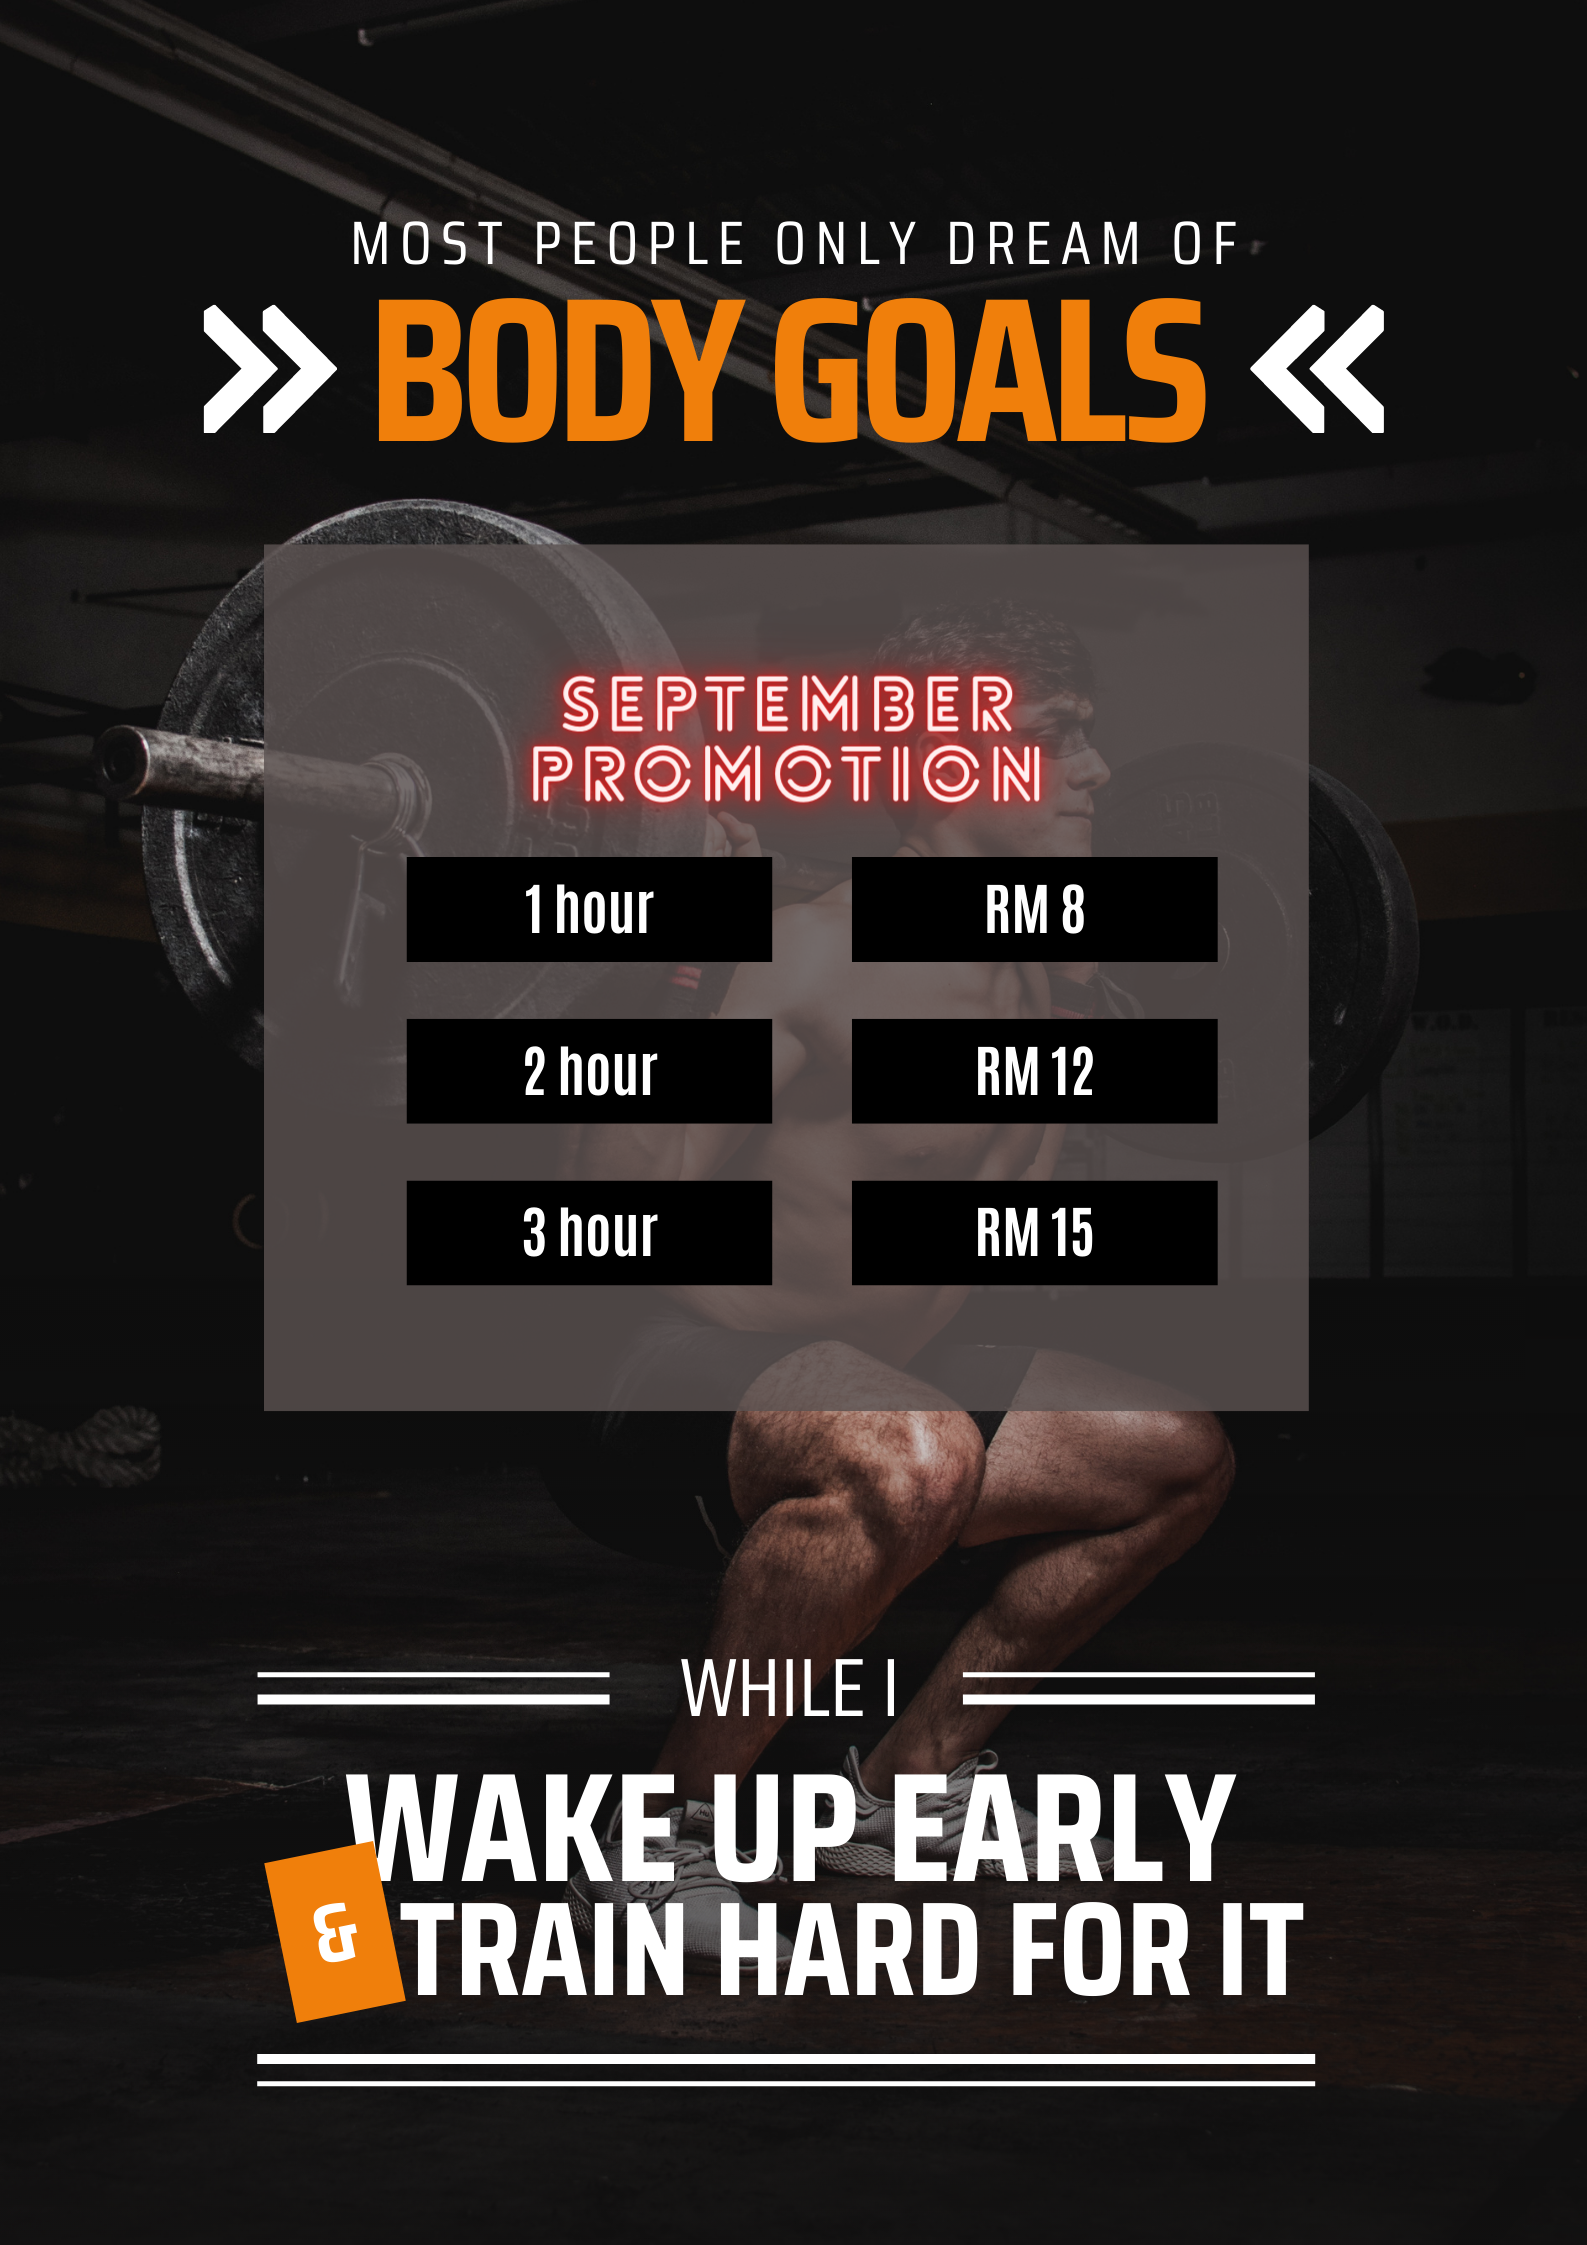 MOST PEOPLE ONLY DREAM OF
BODY GOALS
SEPTEMBER
PROMOTION
1 hour RM 8
2 hour RM 12
3 hour RM 15
WHILE I
WAKE UP EARLY
& TRAIN HARD FOR IT